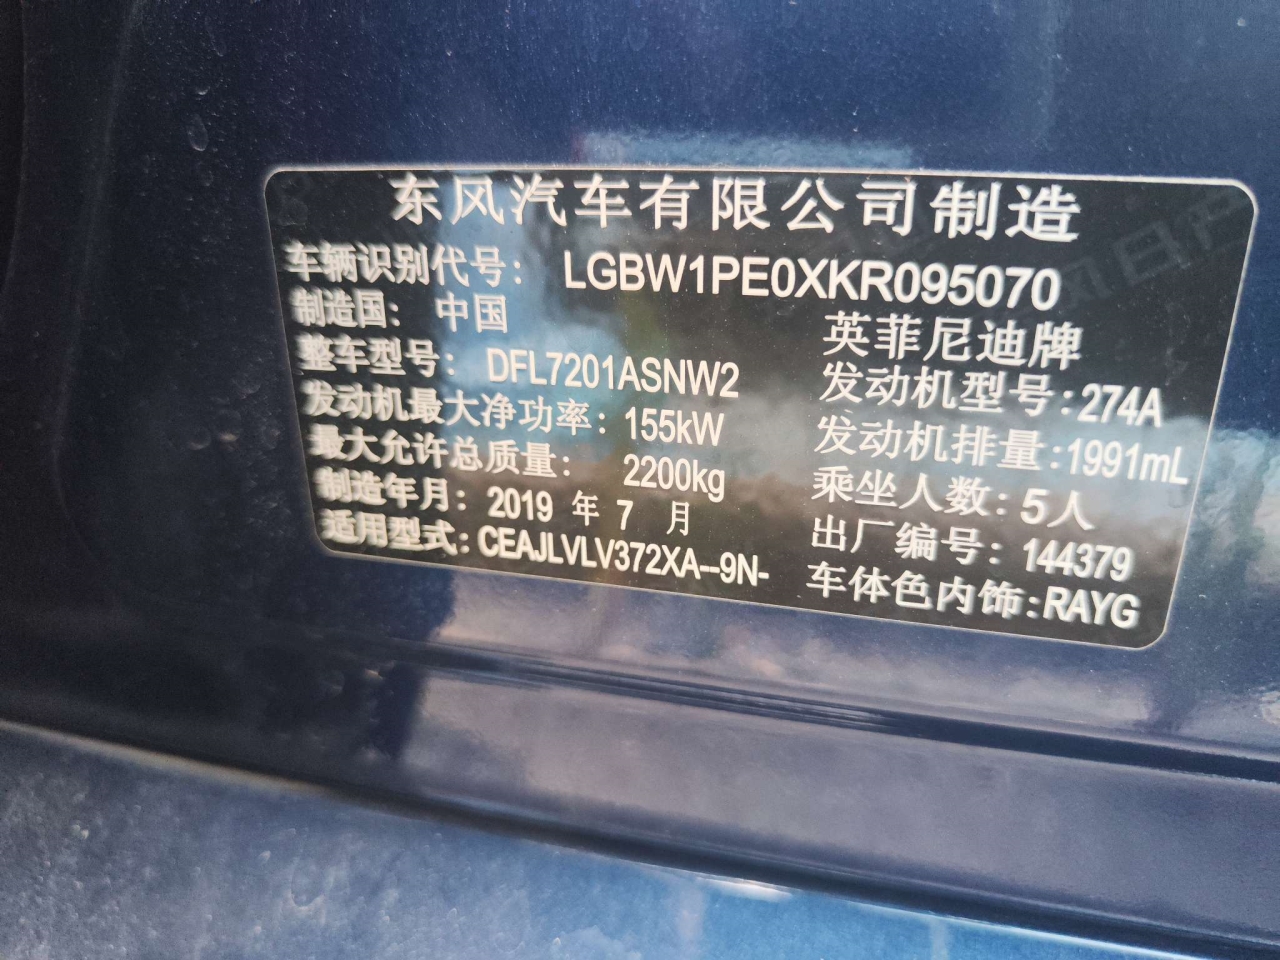 东风汽车有限公司制造
车辆识别代号: LGBW1PE0XKR095070
制造国: 中国 英菲尼迪牌
整车型号: DFL7201ASNW2 发动机型号:274A
发动机最大净功率: 155kW 发动机排量:1991mL
最大允许总质量: 2200kg 乘坐人数: 5人
制造年月: 2019 年 7 月 出厂编号: 144379
适用型式:CEAJLVLV372XA--9N- 车体色内饰:RAYG